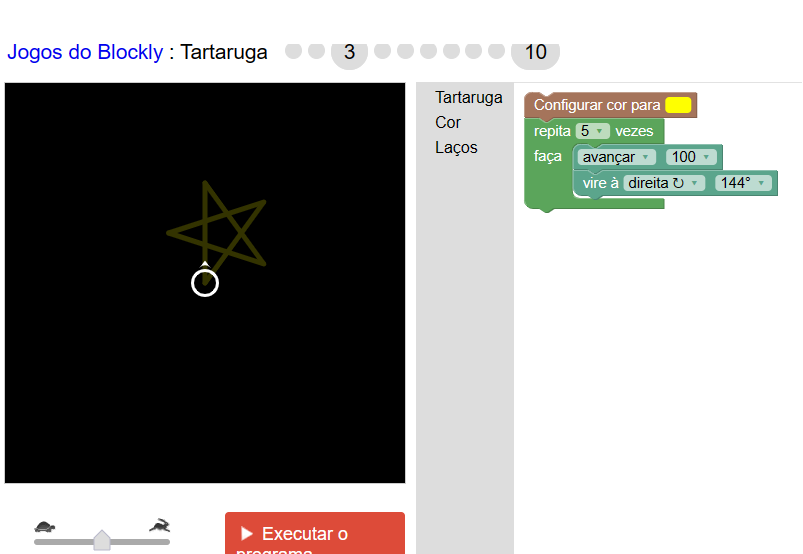 Jogos do Blockly : Tartaruga 3 10
Tartaruga
Cor
Laços
Configurar cor para
repita 5 vezes
faça avançar 100
vire à direita ↻ 144°
Executar o
programa